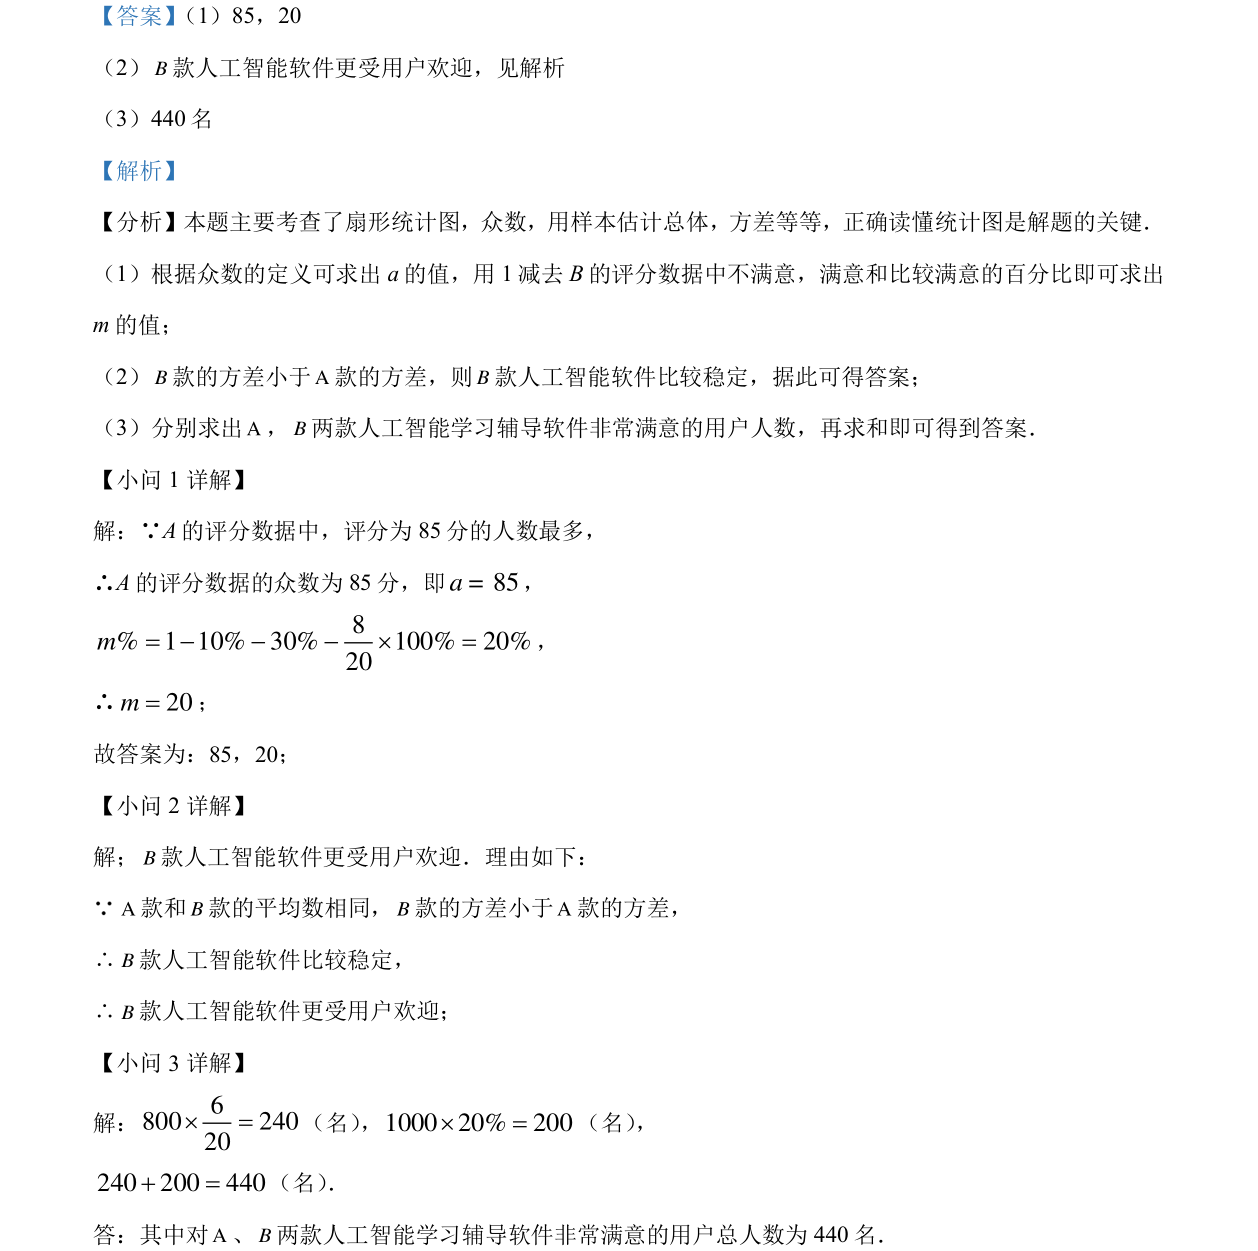 【答案】（1）85，20
（2）B 款人工智能软件更受用户欢迎，见解析
（3）440 名
【解析】
【分析】本题主要考查了扇形统计图，众数，用样本估计总体，方差等等，正确读懂统计图是解题的关键．
（1）根据众数的定义可求出 a 的值，用 1 减去 B 的评分数据中不满意，满意和比较满意的百分比即可求出
m 的值；
（2）B 款的方差小于 A 款的方差，则 B 款人工智能软件比较稳定，据此可得答案；
（3）分别求出 A，B 两款人工智能学习辅导软件非常满意的用户人数，再求和即可得到答案．
【小问 1 详解】
解：∵A 的评分数据中，评分为 85 分的人数最多，
∴A 的评分数据的众数为 85 分，即 a = 85，
m% = 1−10%−30%−8/20×100% = 20%，
∴ m = 20；
故答案为：85，20；
【小问 2 详解】
解；B 款人工智能软件更受用户欢迎．理由如下：
∵ A 款和 B 款的平均数相同，B 款的方差小于 A 款的方差，
∴ B 款人工智能软件比较稳定，
∴ B 款人工智能软件更受用户欢迎；
【小问 3 详解】
解：800×6/20 = 240（名），1000×20% = 200（名），
240+200 = 440（名）．
答：其中对 A 、B 两款人工智能学习辅导软件非常满意的用户总人数为 440 名．